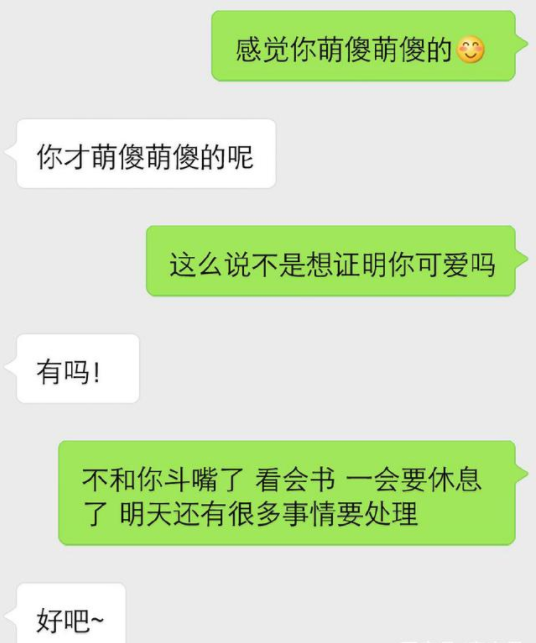 感觉你萌傻萌傻的😊
你才萌傻萌傻的呢
这么说不是想证明你可爱吗
有吗!
不和你斗嘴了 看会书 一会要休息
了 明天还有很多事情要处理
好吧~